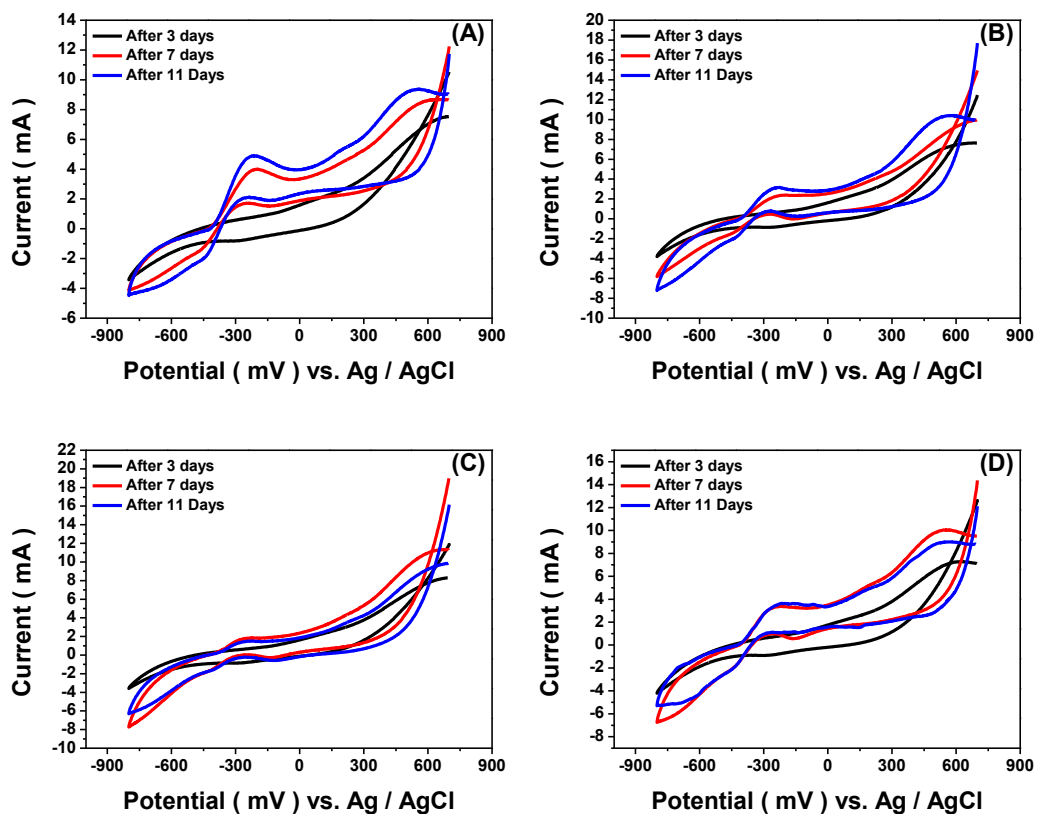 (A)
After 3 days
After 7 days
After 11 Days
Current ( mA )
14
12
10
8
6
4
2
0
-2
-4
-6
-900 -600 -300 0 300 600 900
Potential ( mV ) vs. Ag / AgCl
(B)
After 3 days
After 7 days
After 11 Days
Current ( mA )
20
18
16
14
12
10
8
6
4
2
0
-2
-4
-6
-8
-10
-900 -600 -300 0 300 600 900
Potential ( mV ) vs. Ag / AgCl
(C)
After 3 days
After 7 days
After 11 Days
Current ( mA )
22
20
18
16
14
12
10
8
6
4
2
0
-2
-4
-6
-8
-10
-900 -600 -300 0 300 600 900
Potential ( mV ) vs. Ag / AgCl
(D)
After 3 days
After 7 days
After 11 Days
Current ( mA )
16
14
12
10
8
6
4
2
0
-2
-4
-6
-8
-900 -600 -300 0 300 600 900
Potential ( mV ) vs. Ag / AgCl